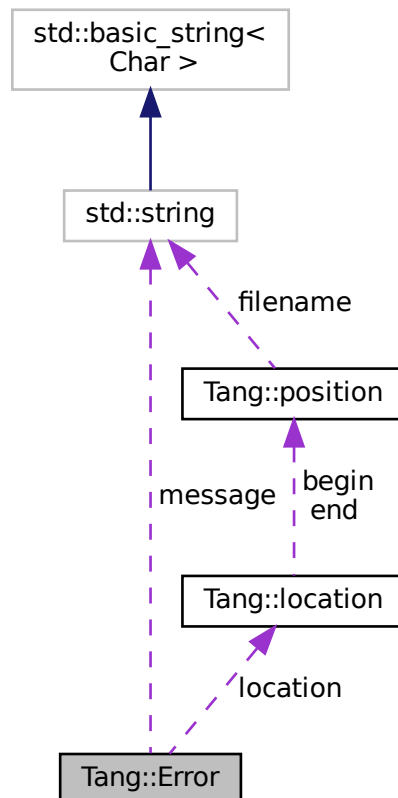 std::basic_string<
Char >
std::string
filename
Tang::position
message
begin
end
Tang::location
location
Tang::Error